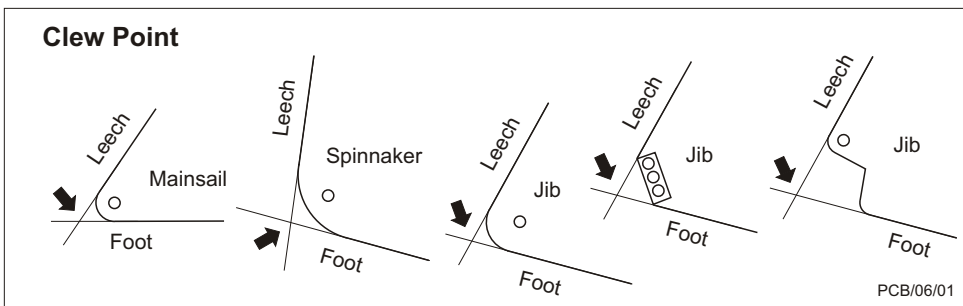 Clew Point
Leech
Mainsail
Foot
Leech
Spinnaker
Foot
Leech
Jib
Foot
Leech
Jib
Foot
Leech
Jib
Foot
PCB/06/01